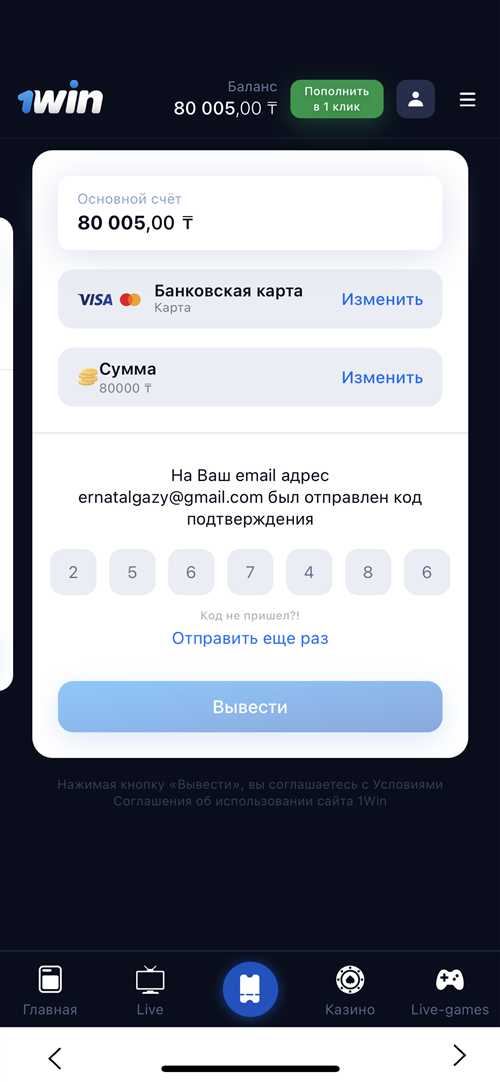 1win
Баланс
80 005,00 ₸
Пополнить
в 1 клик
Основной счёт
80 005,00 ₸
VISA
Банковская карта
Карта
Изменить
Сумма
80000 ₸
Изменить
На Ваш email адрес
ernatalgazy@gmail.com был отправлен код
подтверждения
2 5 6 7 4 8 6
Код не пришел?!
Отправить еще раз
Вывести
Нажимая кнопку «Вывести», вы соглашаетесь с Условиями
Соглашения об использовании сайта 1Win
Главная
Live
Казино
Live-games